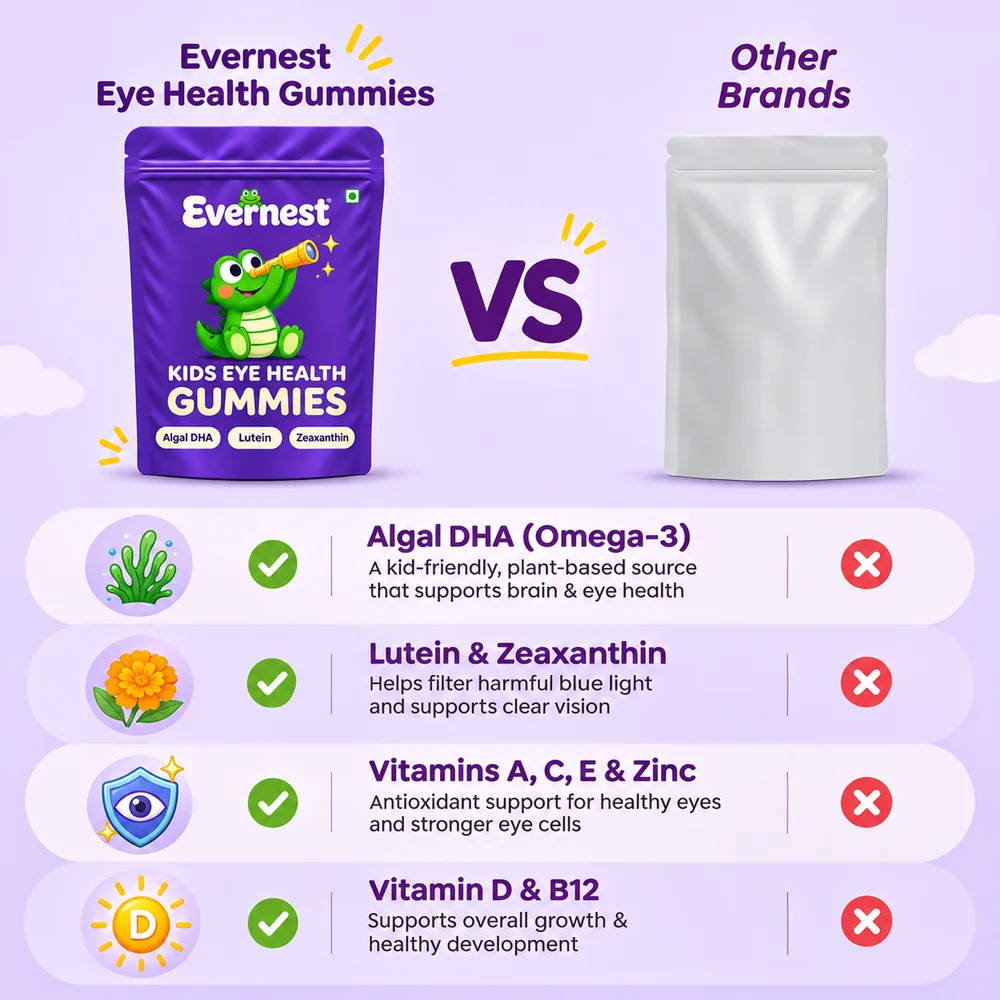 Evernest
Eye Health Gummies
Other
Brands
Evernest
KIDS EYE HEALTH
GUMMIES
Algal DHA
Lutein
Zeaxanthin
VS
Algal DHA (Omega-3)
A kid-friendly, plant-based source
that supports brain & eye health
Lutein & Zeaxanthin
Helps filter harmful blue light
and supports clear vision
Vitamins A, C, E & Zinc
Antioxidant support for healthy eyes
and stronger eye cells
D
Vitamin D & B12
Supports overall growth &
healthy development